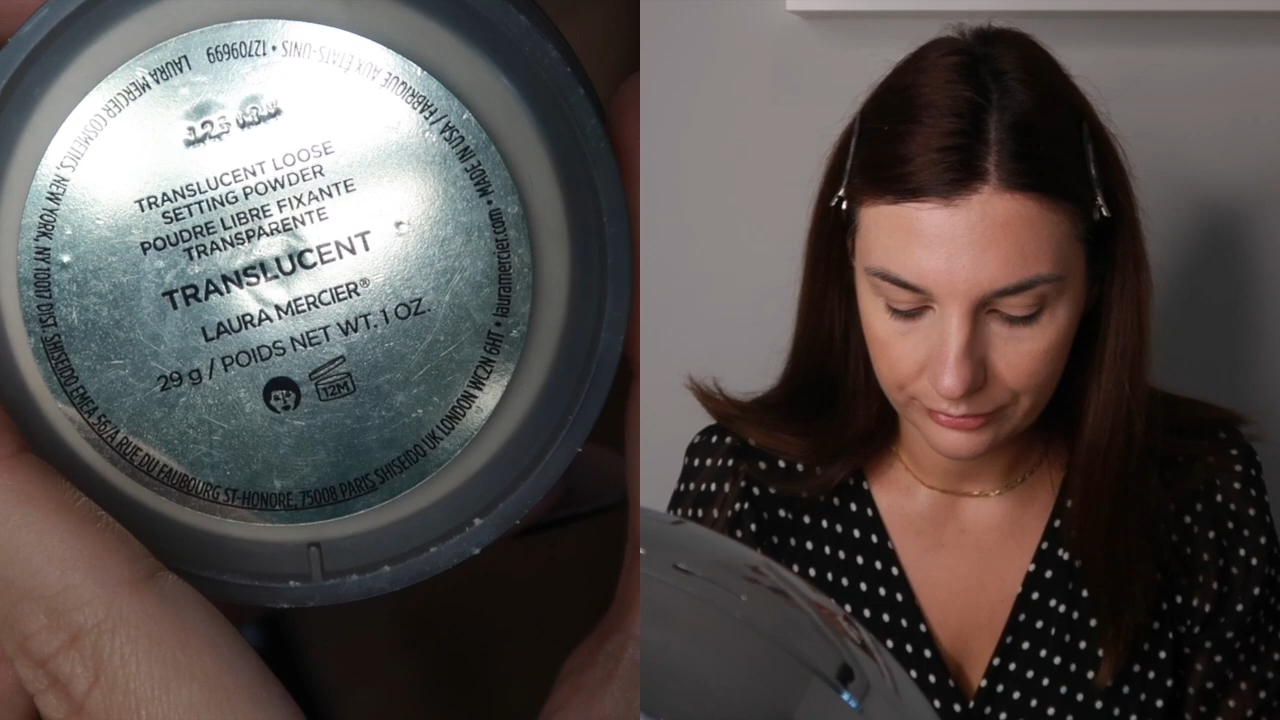 LAURA MERCIER COSMETICS, NEW YORK, NY 10017 DIST. SHISEIDO EMEA 56/A RUE DU FAUBOURG ST-HONORE, 75008 PARIS SHISEIDO UK LONDON WC2N 6HT • lauramercier.com • MADE IN USA / FABRIQUÉ AUX ÉTATS-UNIS • 12709699
TRANSLUCENT LOOSE
SETTING POWDER
POUDRE LIBRE FIXANTE
TRANSPARENTE
TRANSLUCENT
LAURA MERCIER®
29 g / POIDS NET WT. 1 OZ.
12M